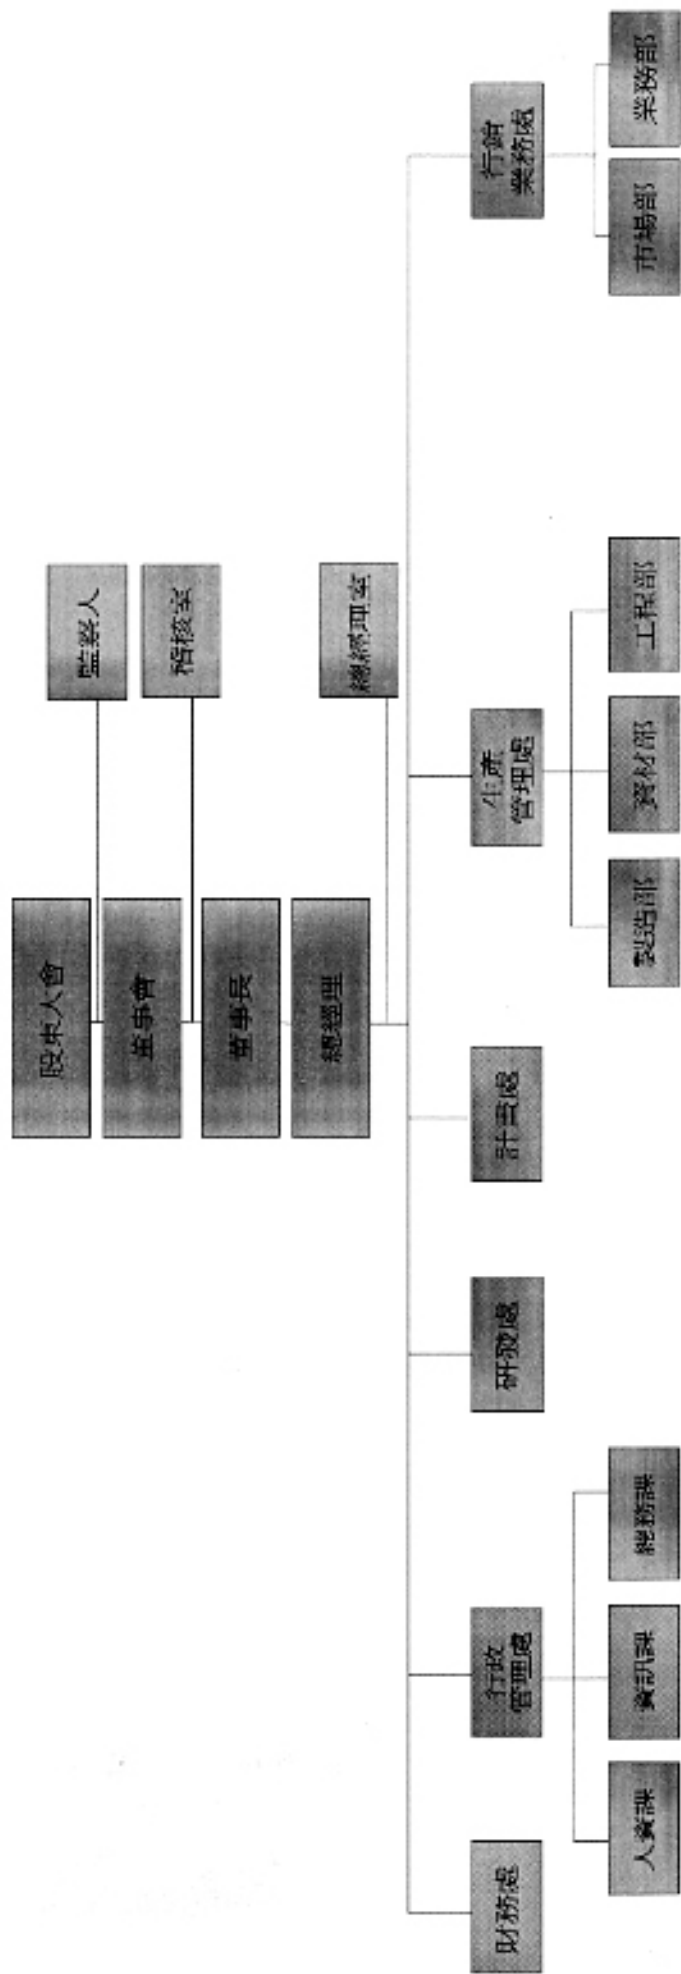 股東大會
監察人
董事會
稽核室
董事長
總經理
總經理室
財務處
行政
管理處
研發處
計畫處
生產
管理處
行銷
業務處
人資課
資訊課
總務課
製造部
資材部
工程部
市場部
業務部